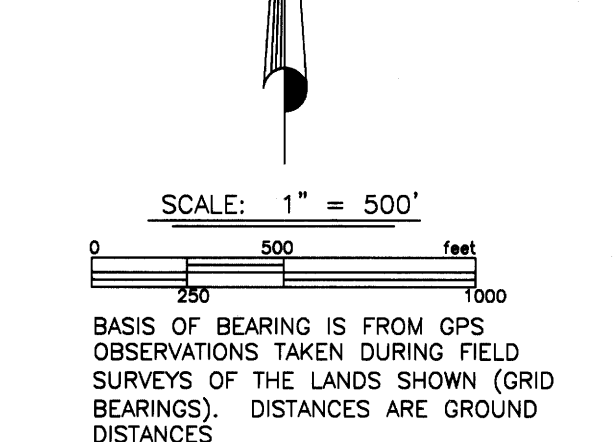 SCALE: 1" = 500'
0 500 feet
250 1000
BASIS OF BEARING IS FROM GPS
OBSERVATIONS TAKEN DURING FIELD
SURVEYS OF THE LANDS SHOWN (GRID
BEARINGS). DISTANCES ARE GROUND
DISTANCES